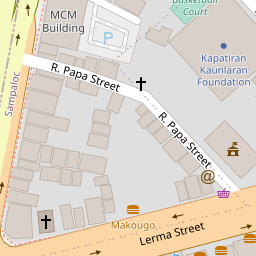 Basketball
Court
MCM
Building
P
Kapatiran
Kaunlaran
Foundation
R. Papa Street
R. Papa Street
Sampaloc
@
Makougo
Lerma Street